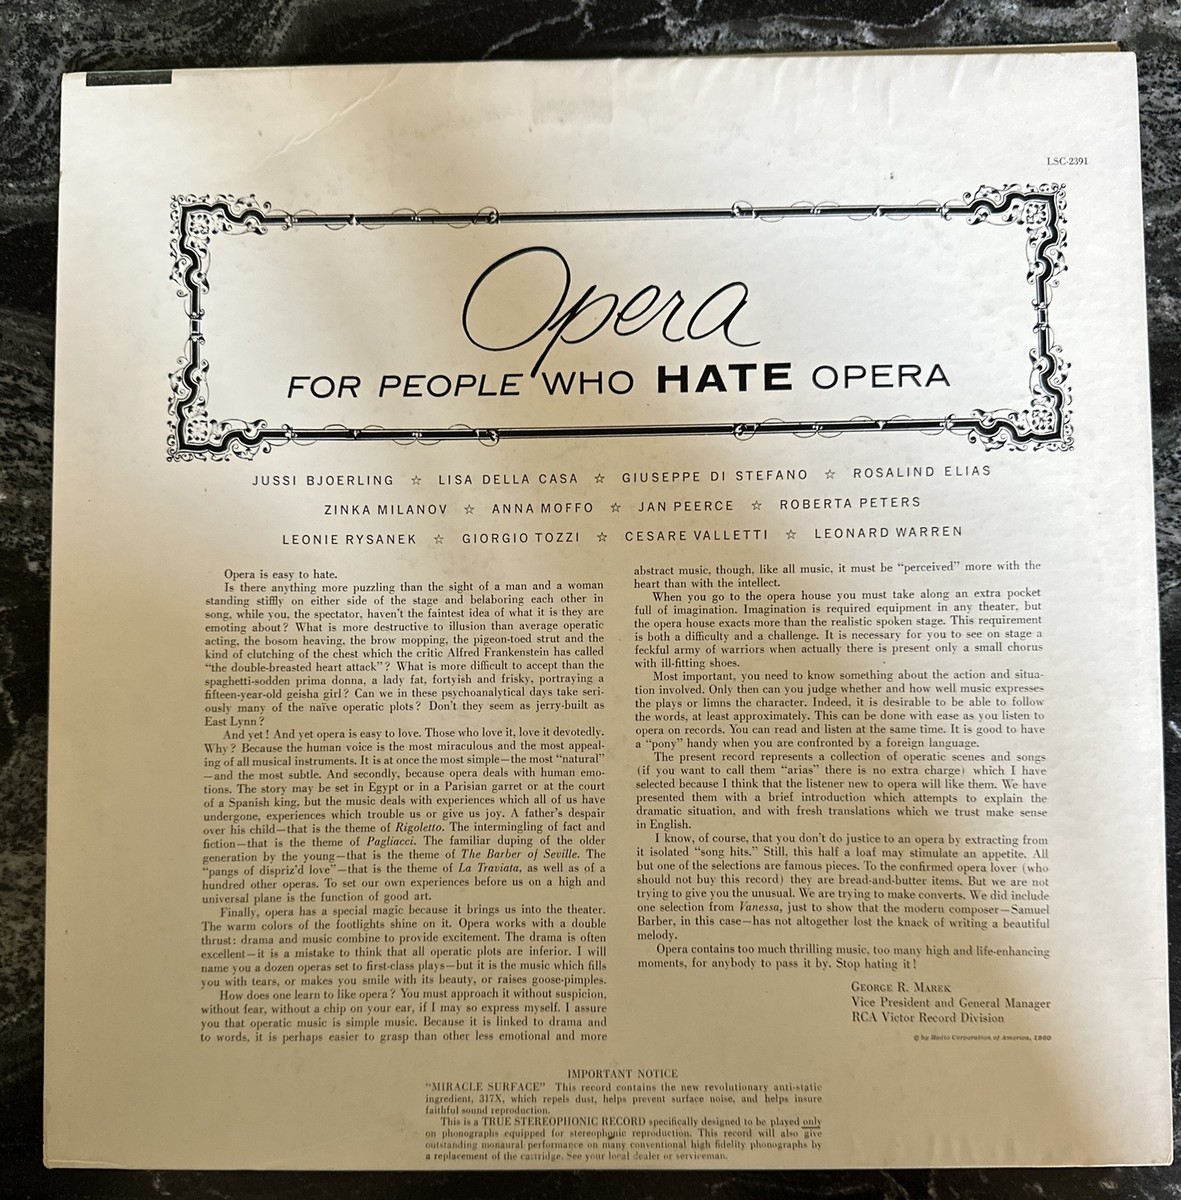 LSC-2391
Opera
FOR PEOPLE WHO HATE OPERA
JUSSI BJOERLING ☆ LISA DELLA CASA ☆ GIUSEPPE DI STEFANO ☆ ROSALIND ELIAS
ZINKA MILANOV ☆ ANNA MOFFO ☆ JAN PEERCE ☆ ROBERTA PETERS
LEONIE RYSANEK ☆ GIORGIO TOZZI ☆ CESARE VALLETTI ☆ LEONARD WARREN
Opera is easy to hate.
Is there anything more puzzling than the sight of a man and a woman
standing stiffly on either side of the stage and belaboring each other in
song, while you, the spectator, haven't the faintest idea of what it is they are
emoting about? What is more destructive to illusion than average operatic
acting, the bosom heaving, the brow mopping, the pigeon-toed strut and the
kind of clutching of the chest which the critic Alfred Frankenstein has called
"the double-breasted heart attack"? What is more difficult to accept than the
spaghetti-sodden prima donna, a lady fat, fortyish and frisky, portraying a
fifteen-year-old geisha girl? Can we in these psychoanalytical days take seri-
ously many of the naïve operatic plots? Don't they seem as jerry-built as
East Lynn?
And yet! And yet opera is easy to love. Those who love it, love it devotedly.
Why? Because the human voice is the most miraculous and the most appeal-
ing of all musical instruments. It is at once the most simple—the most "natural"
—and the most subtle. And secondly, because opera deals with human emo-
tions. The story may be set in Egypt or in a Parisian garret or at the court
of a Spanish king, but the music deals with experiences which all of us have
undergone, experiences which trouble us or give us joy. A father's despair
over his child—that is the theme of Rigoletto. The intermingling of fact and
fiction—that is the theme of Pagliacci. The familiar duping of the older
generation by the young—that is the theme of The Barber of Seville. The
"pangs of dispriz'd love"—that is the theme of La Traviata, as well as of a
hundred other operas. To set our own experiences before us on a high and
universal plane is the function of good art.
Finally, opera has a special magic because it brings us into the theater.
The warm colors of the footlights shine on it. Opera works with a double
thrust: drama and music combine to provide excitement. The drama is often
excellent—it is a mistake to think that all operatic plots are inferior. I will
name you a dozen operas set to first-class plays—but it is the music which fills
you with tears, or makes you smile with its beauty, or raises goose-pimples.
How does one learn to like opera? You must approach it without suspicion,
without fear, without a chip on your ear, if I may so express myself. I assure
you that operatic music is simple music. Because it is linked to drama and
to words, it is perhaps easier to grasp than other less emotional and more
abstract music, though, like all music, it must be "perceived" more with the
heart than with the intellect.
When you go to the opera house you must take along an extra pocket
full of imagination. Imagination is required equipment in any theater, but
the opera house exacts more than the realistic spoken stage. This requirement
is both a difficulty and a challenge. It is necessary for you to see on stage a
feckful army of warriors when actually there is present only a small chorus
with ill-fitting shoes.
Most important, you need to know something about the action and situa-
tion involved. Only then can you judge whether and how well music expresses
the plays or limns the character. Indeed, it is desirable to be able to follow
the words, at least approximately. This can be done with ease as you listen to
opera on records. You can read and listen at the same time. It is good to have
a "pony" handy when you are confronted by a foreign language.
The present record represents a collection of operatic scenes and songs
(if you want to call them "arias" there is no extra charge) which I have
selected because I think that the listener new to opera will like them. We have
presented them with a brief introduction which attempts to explain the
dramatic situation, and with fresh translations which we trust make sense
in English.
I know, of course, that you don't do justice to an opera by extracting from
it isolated "song hits." Still, this half a loaf may stimulate an appetite. All
but one of the selections are famous pieces. To the confirmed opera lover (who
should not buy this record) they are bread-and-butter items. But we are not
trying to give you the unusual. We are trying to make converts. We did include
one selection from Vanessa, just to show that the modern composer—Samuel
Barber, in this case—has not altogether lost the knack of writing a beautiful
melody.
Opera contains too much thrilling music, too many high and life-enhancing
moments, for anybody to pass it by. Stop hating it!
GEORGE R. MAREK
Vice President and General Manager
RCA Victor Record Division
© by Radio Corporation of America, 1960
IMPORTANT NOTICE
"MIRACLE SURFACE" This record contains the new revolutionary anti-static
ingredient, 317X, which repels dust, helps prevent surface noise, and helps insure
faithful sound reproduction.
This is a TRUE STEREOPHONIC RECORD specifically designed to be played only
on phonographs equipped for stereophonic reproduction. This record will also give
outstanding monaural performance on many conventional high fidelity phonographs by
a replacement of the cartridge. See your local dealer or serviceman.